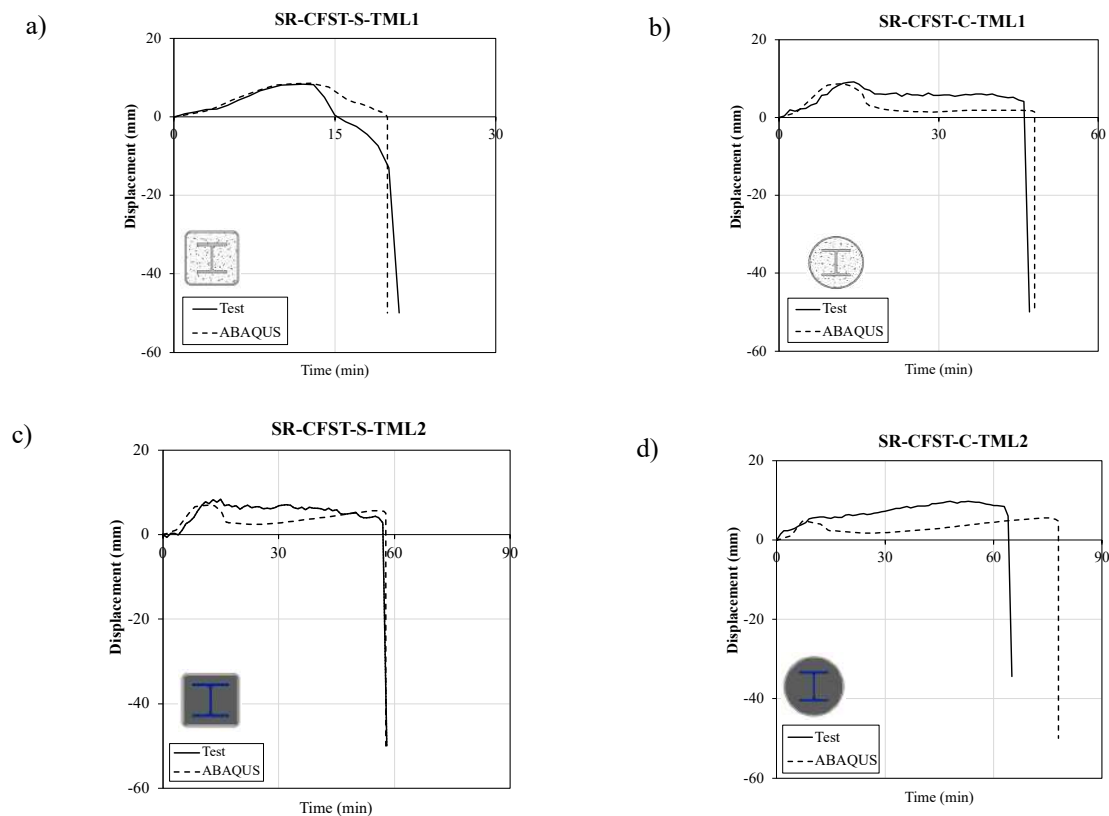 a)
SR-CFST-S-TML1
20
0
-20
-40
-60
0
15
30
Displacement (mm)
Time (min)
Test
ABAQUS
b)
SR-CFST-C-TML1
20
0
-20
-40
-60
0
30
60
Displacement (mm)
Time (min)
Test
ABAQUS
c)
SR-CFST-S-TML2
20
0
-20
-40
-60
0
30
60
90
Displacement (mm)
Time (min)
Test
ABAQUS
d)
SR-CFST-C-TML2
20
0
-20
-40
-60
0
30
60
90
Displacement (mm)
Time (min)
Test
ABAQUS